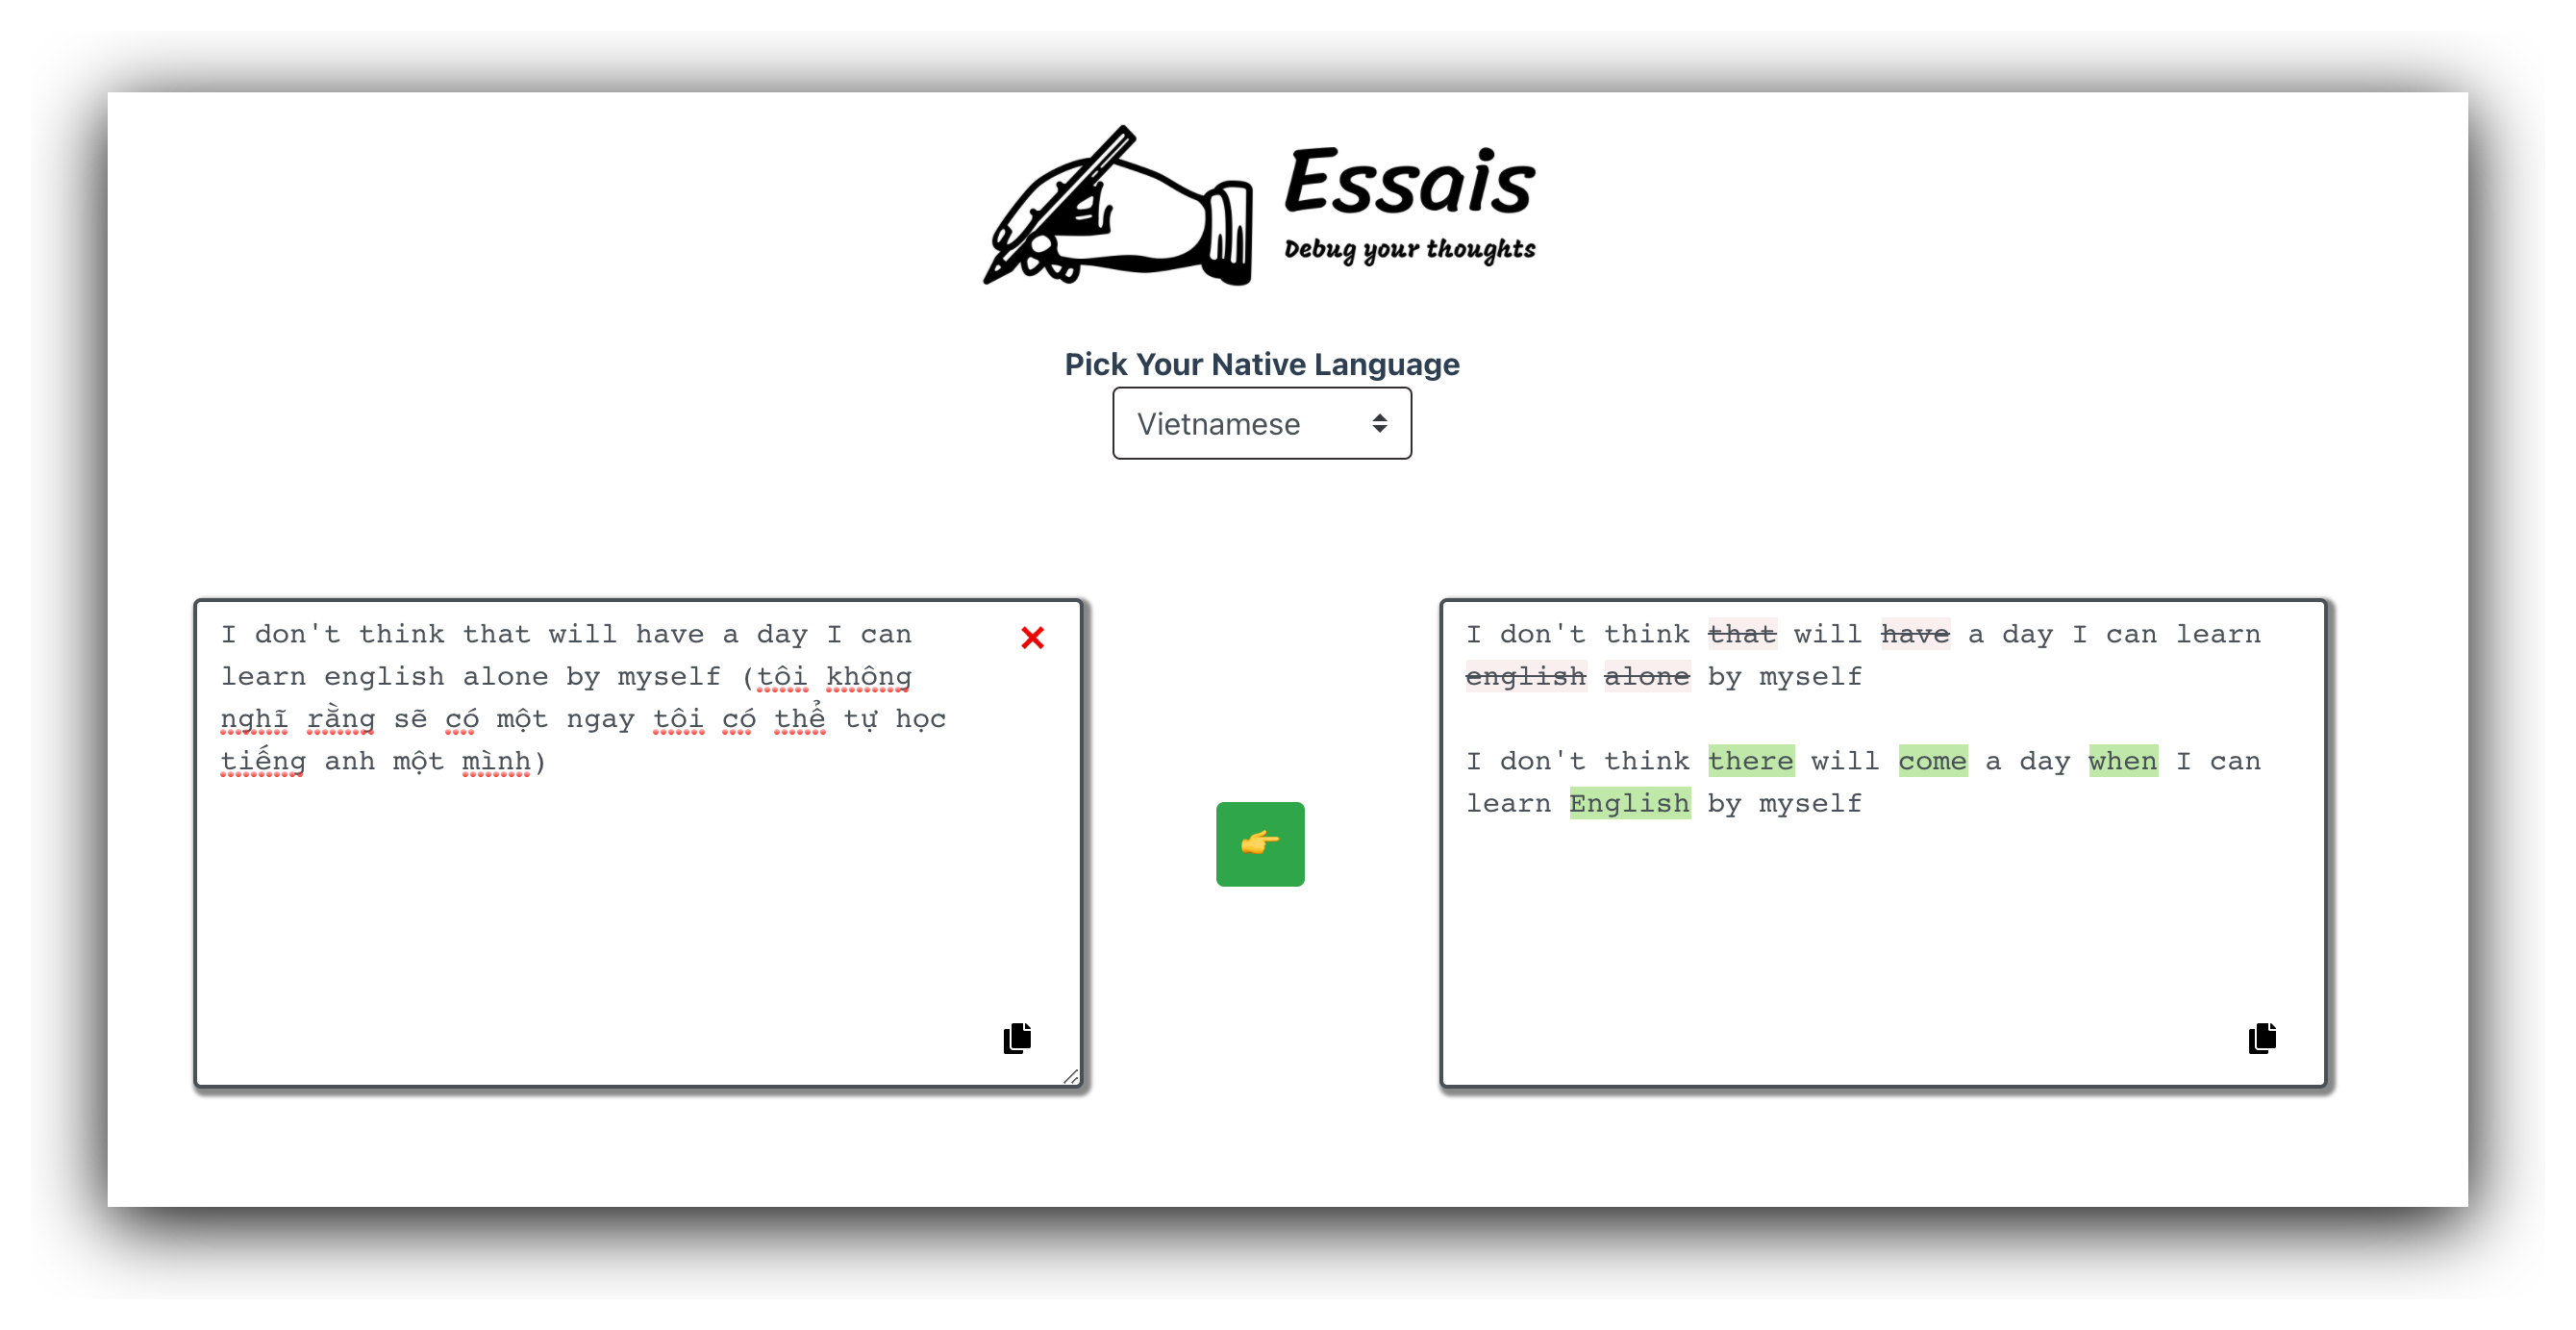 Essais
Debug your thoughts
Pick Your Native Language
Vietnamese
I don't think that will have a day I can
learn english alone by myself (tôi không
nghĩ rằng sẽ có một ngay tôi có thể tự học
tiếng anh một mình)
I don't think that will have a day I can learn
english alone by myself
I don't think there will come a day when I can
learn English by myself